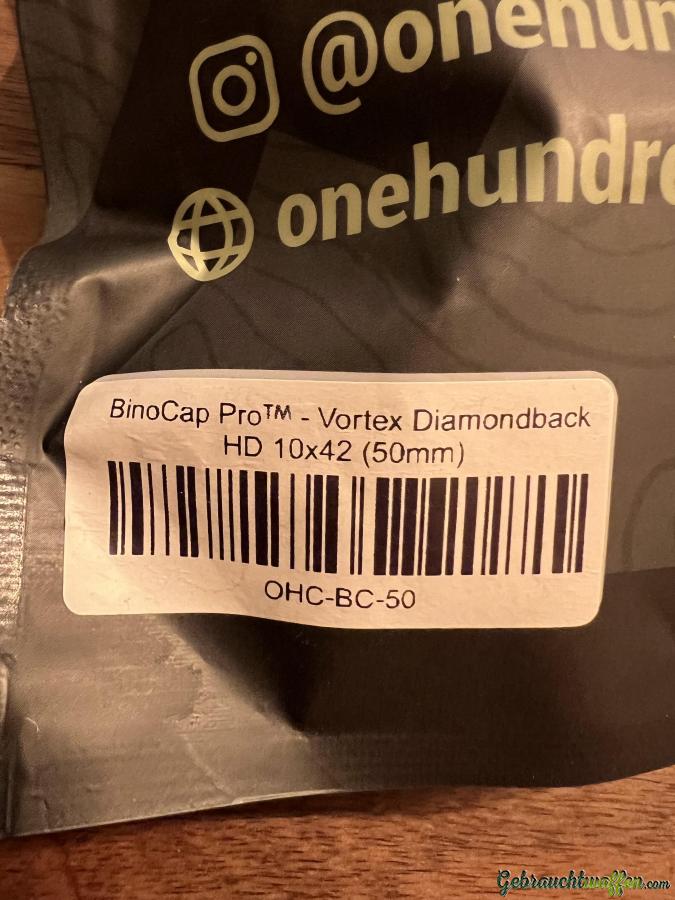 @onehun
onehundr
BinoCap Pro™ - Vortex Diamondback
HD 10x42 (50mm)
OHC-BC-50
Gebrauchtwaffen.com